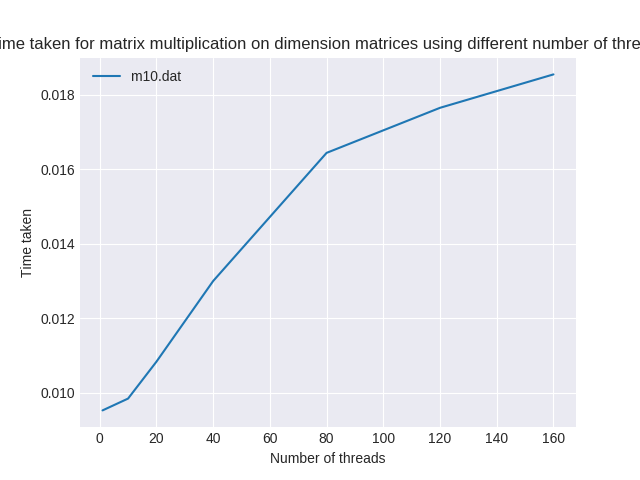 ime taken for matrix multiplication on dimension matrices using different number of thre
m10.dat
0.018
0.016
0.014
0.012
0.010
Time taken
0 20 40 60 80 100 120 140 160
Number of threads